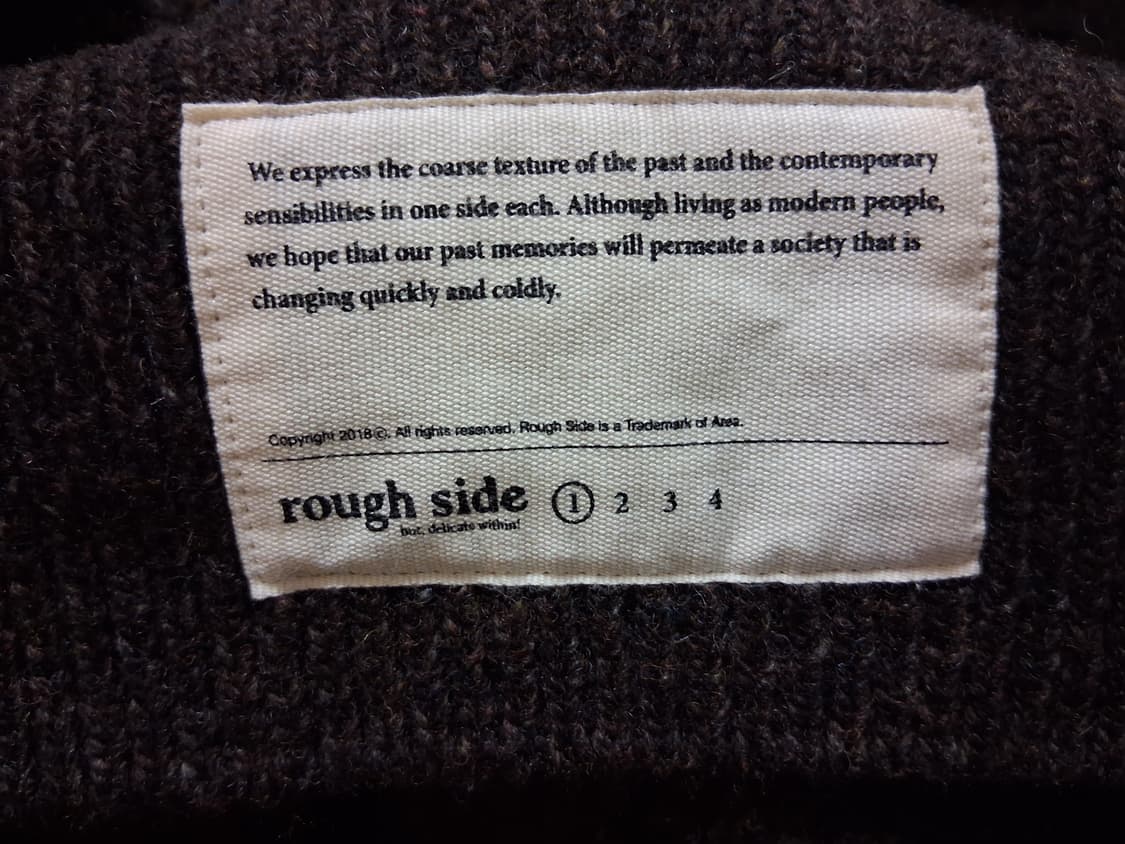 We express the coarse texture of the past and the contemporary
sensibilities in one side each. Although living as modern people,
we hope that our past memories will permeate a society that is
changing quickly and coldly.
Copyright 2018 ©. All rights reserved. Rough Side is a Trademark of Area.
rough side ① 2 3 4
but, delicate within!